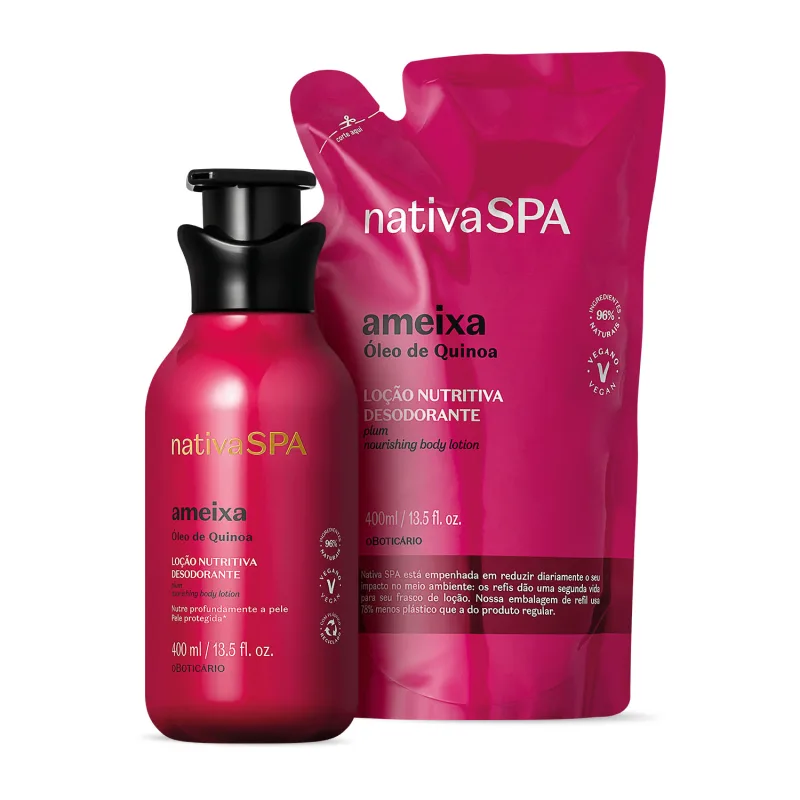 corte aqui
nativaSPA
ameixa
Óleo de Quinoa
LOÇÃO NUTRITIVA
DESODORANTE
plum
nourishing body lotion
400ml / 13.5 fl. oz.
oBOTICÁRIO
Nativa SPA está empenhada em reduzir diariamente o seu
impacto no meio ambiente: os refis dão uma segunda vida
para seu frasco de loção. Nossa embalagem de refil usa
78% menos plástico que a do produto regular.
INGREDIENTES
96%
NATURAIS
VEGANO
V
VEGAN
nativaSPA
ameixa
Óleo de Quinoa
LOÇÃO NUTRITIVA
DESODORANTE
plum
nourishing body lotion
Nutre profundamente a pele
Pele protegida*
400 ml / 13.5 fl. oz.
oBOTICÁRIO
INGREDIENTES
96%
NATURAIS
VEGANO
V
VEGAN
RECICLADO